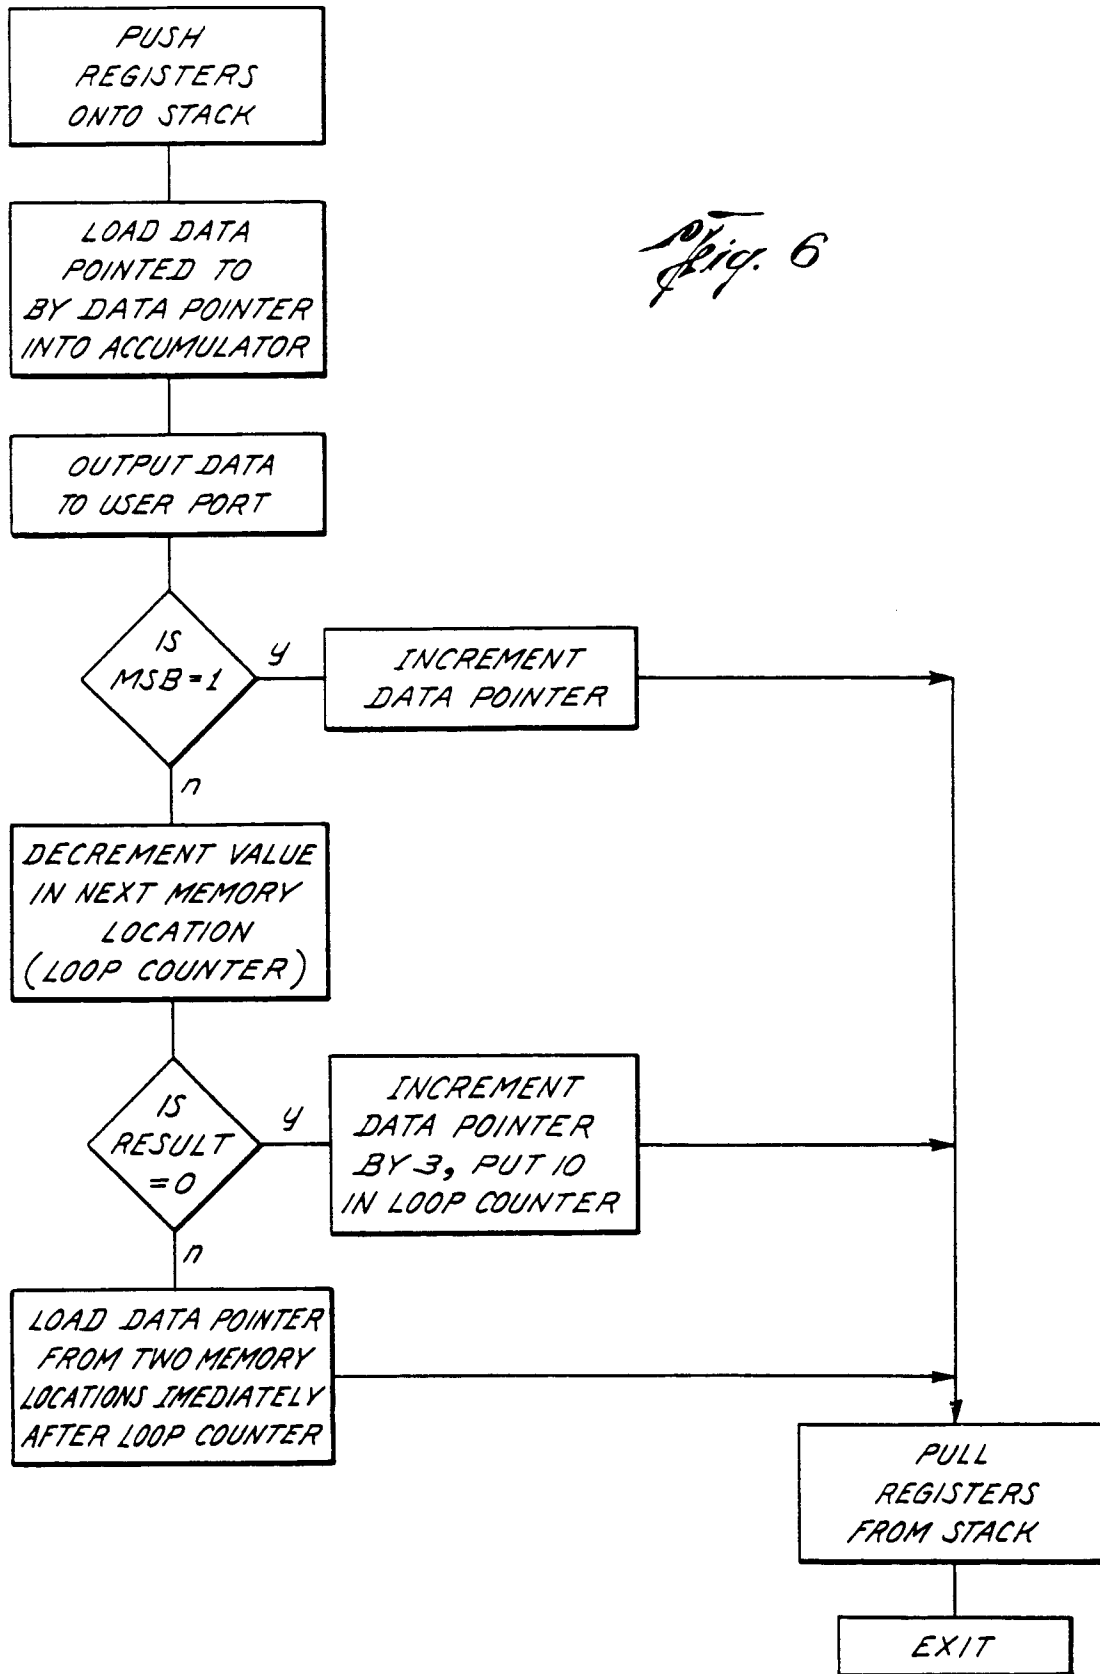 PUSH
REGISTERS
ONTO STACK
LOAD DATA
POINTED TO
BY DATA POINTER
INTO ACCUMULATOR
Fig. 6
OUTPUT DATA
TO USER PORT
IS
MSB=1
y
INCREMENT
DATA POINTER
n
DECREMENT VALUE
IN NEXT MEMORY
LOCATION
(LOOP COUNTER)
IS
RESULT
=0
y
INCREMENT
DATA POINTER
BY 3, PUT 10
IN LOOP COUNTER
n
LOAD DATA POINTER
FROM TWO MEMORY
LOCATIONS IMEDIATELY
AFTER LOOP COUNTER
PULL
REGISTERS
FROM STACK
EXIT